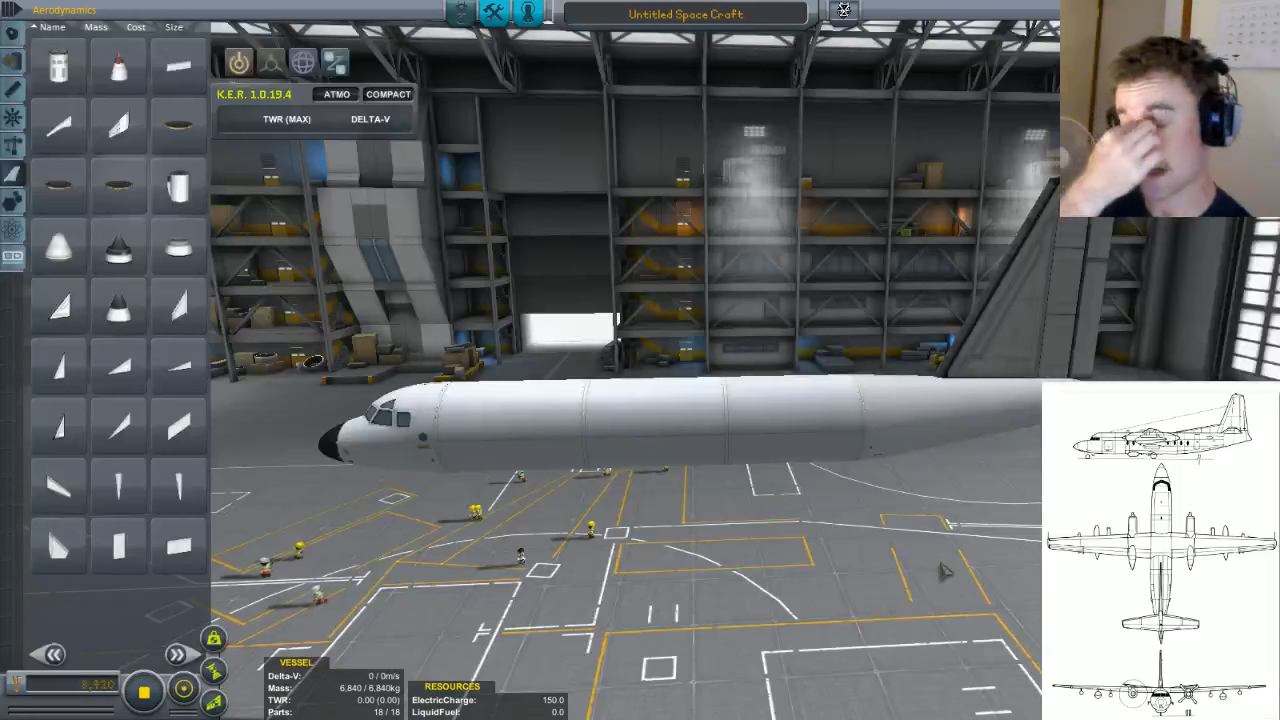 Aerodynamics
Untitled Space Craft
Name Mass Cost Size
K.E.R. 1.0.19.4 ATMO COMPACT
TWR (MAX) DELTA-V
VESSEL
Delta-V: 0 / 0m/s
Mass: 6,840 / 6,840kg
TWR: 0.00 (0.00)
Parts: 18 / 18
RESOURCES
ElectricCharge: 150.0
LiquidFuel: 0.0